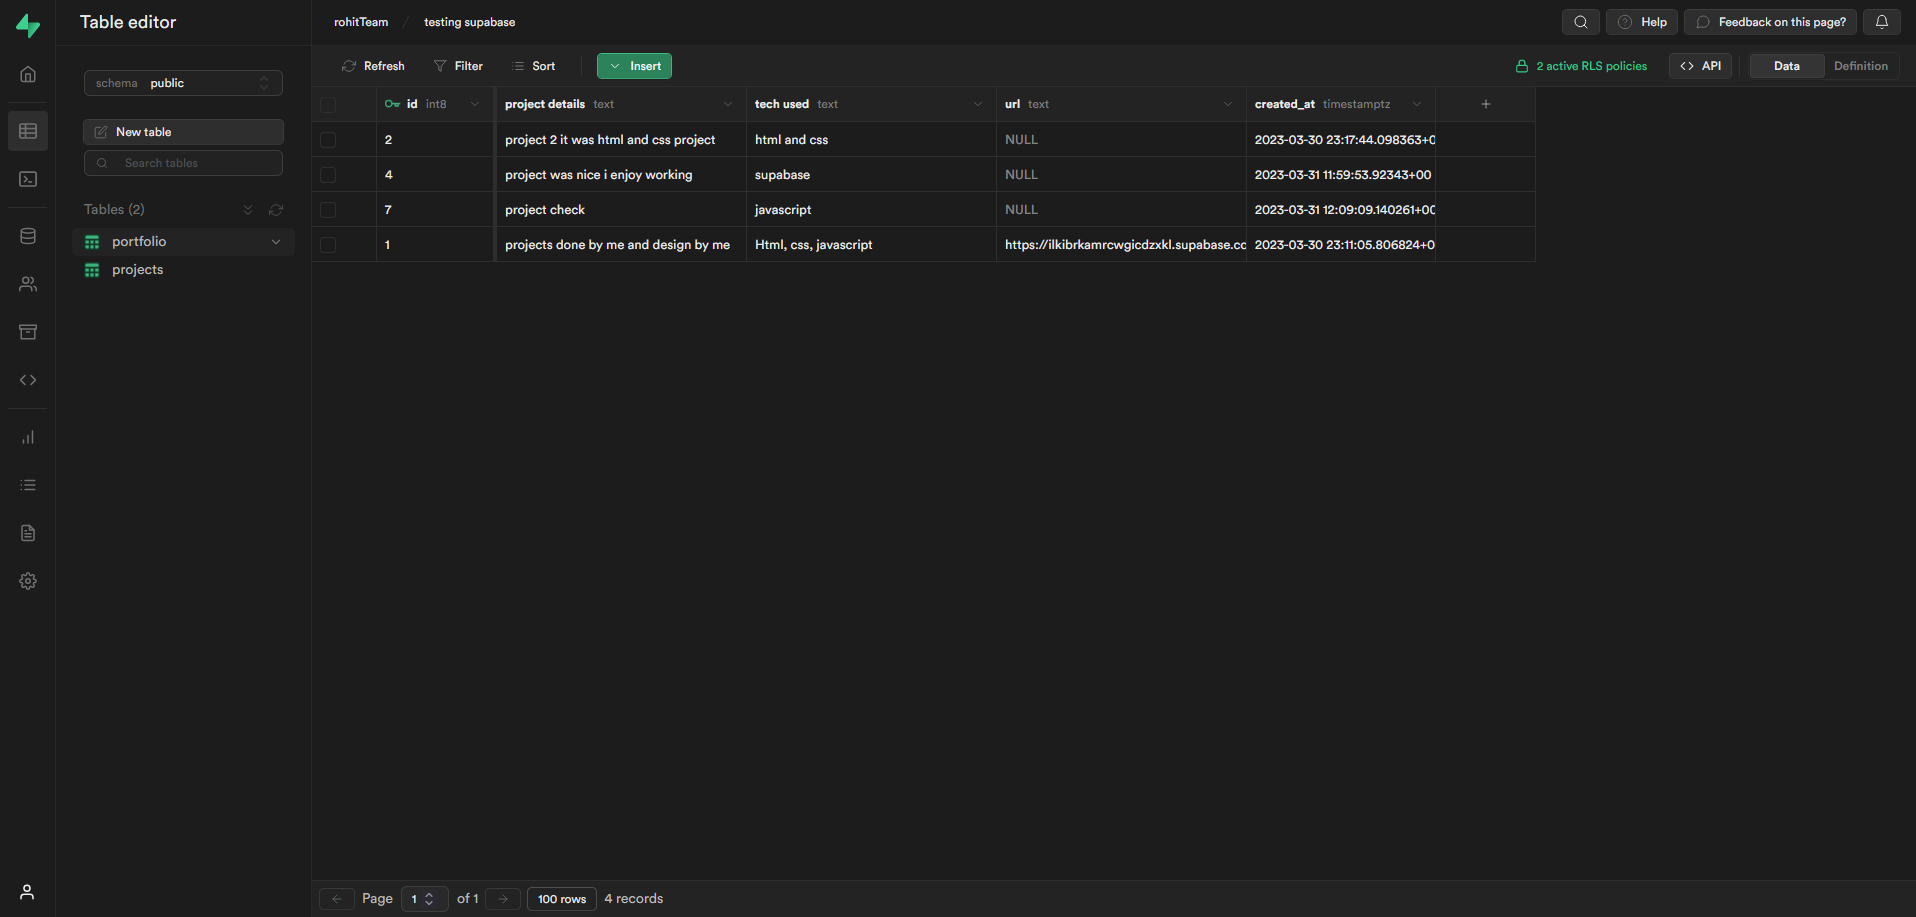 Table editor
rohitTeam / testing supabase
Help
Feedback on this page?
schema public
New table
Search tables
Tables (2)
portfolio
projects
Refresh Filter Sort Insert
2 active RLS policies API Data Definition
id int8 project details text tech used text url text created_at timestamptz +
2 project 2 it was html and css project html and css NULL 2023-03-30 23:17:44.098363+0
4 project was nice i enjoy working supabase NULL 2023-03-31 11:59:53.92343+00
7 project check javascript NULL 2023-03-31 12:09:09.140261+00
1 projects done by me and design by me Html, css, javascript https://ilkibrkamrcwgicdzxkl.supabase.co 2023-03-30 23:11:05.806824+0
Page 1 of 1 100 rows 4 records